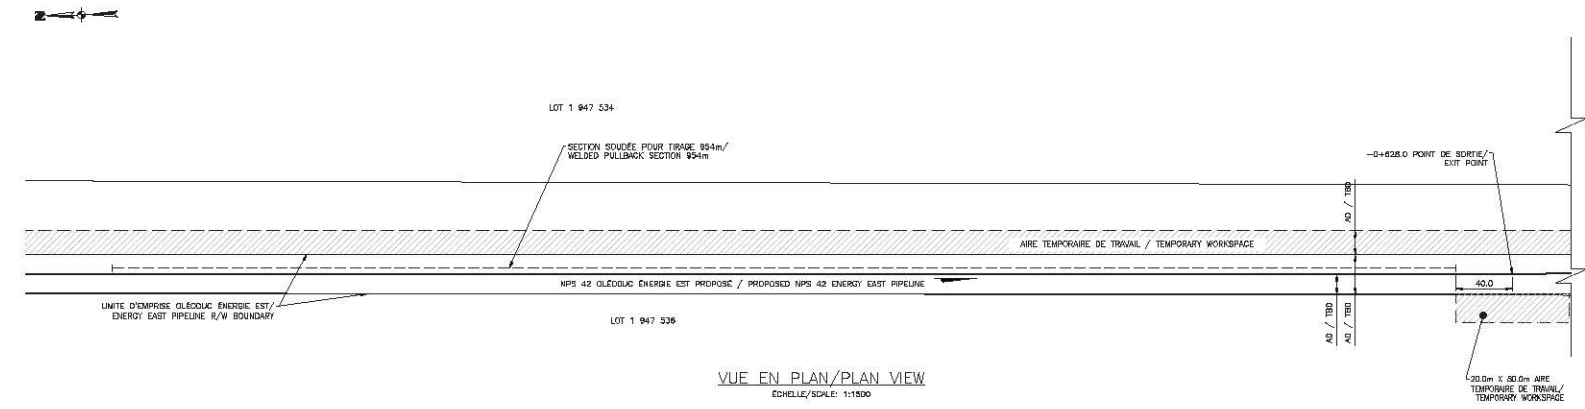 N
LOT 1 947 534
SECTION SOUDÉE POUR TIRAGE 954m/
WELDED PULLBACK SECTION 954m
-0+628.0 POINT DE SORTIE/
EXIT POINT
AD / TBD
AIRE TEMPORAIRE DE TRAVAIL / TEMPORARY WORKSPACE
NPS 42 OLÉODUC ÉNERGIE EST PROPOSÉ / PROPOSED NPS 42 ENERGY EAST PIPELINE
40.0
LIMITE D'EMPRISE OLÉODUC ÉNERGIE EST/
ENERGY EAST PIPELINE R/W BOUNDARY
LOT 1 947 536
AD / TBD
AD / TBD
VUE EN PLAN/PLAN VIEW
ÉCHELLE/SCALE: 1:1500
20.0m X 80.0m AIRE
TEMPORAIRE DE TRAVAIL/
TEMPORARY WORKSPACE